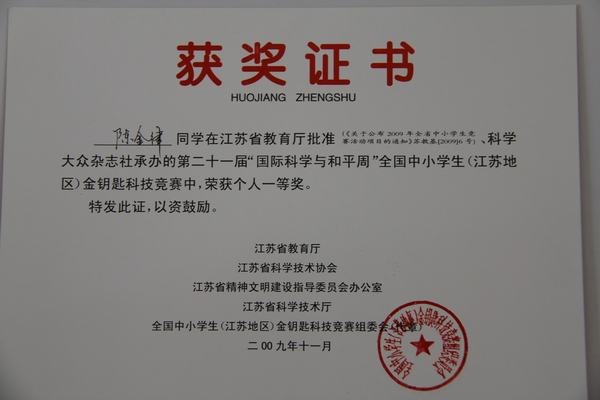 获奖证书
HUOJIANG ZHENGSHU
陈金 同学在江苏省教育厅批准(《关于公布2009年全省中小学生竞赛活动项目的通知》苏教基[2009]6号)、科学
大众杂志社承办的第二十一届“国际科学与和平周”全国中小学生(江苏地
区)金钥匙科技竞赛中,荣获个人一等奖。
特发此证,以资鼓励。
江苏省教育厅
江苏省科学技术协会
江苏省精神文明建设指导委员会办公室
江苏省科学技术厅
全国中小学生(江苏地区)金钥匙科技竞赛组委会(代章)
二00九年十一月